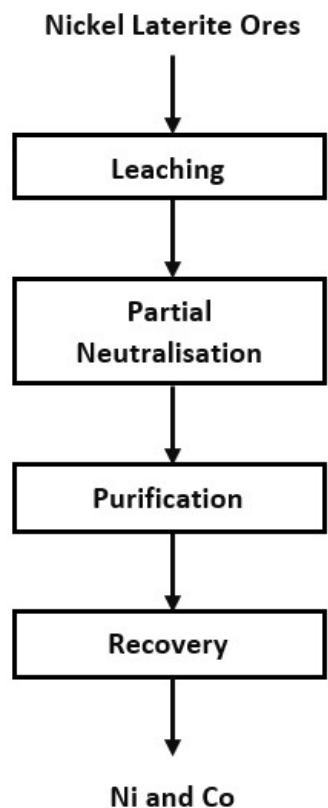 Nickel Laterite Ores
Leaching
Partial
Neutralisation
Purification
Recovery
Ni and Co